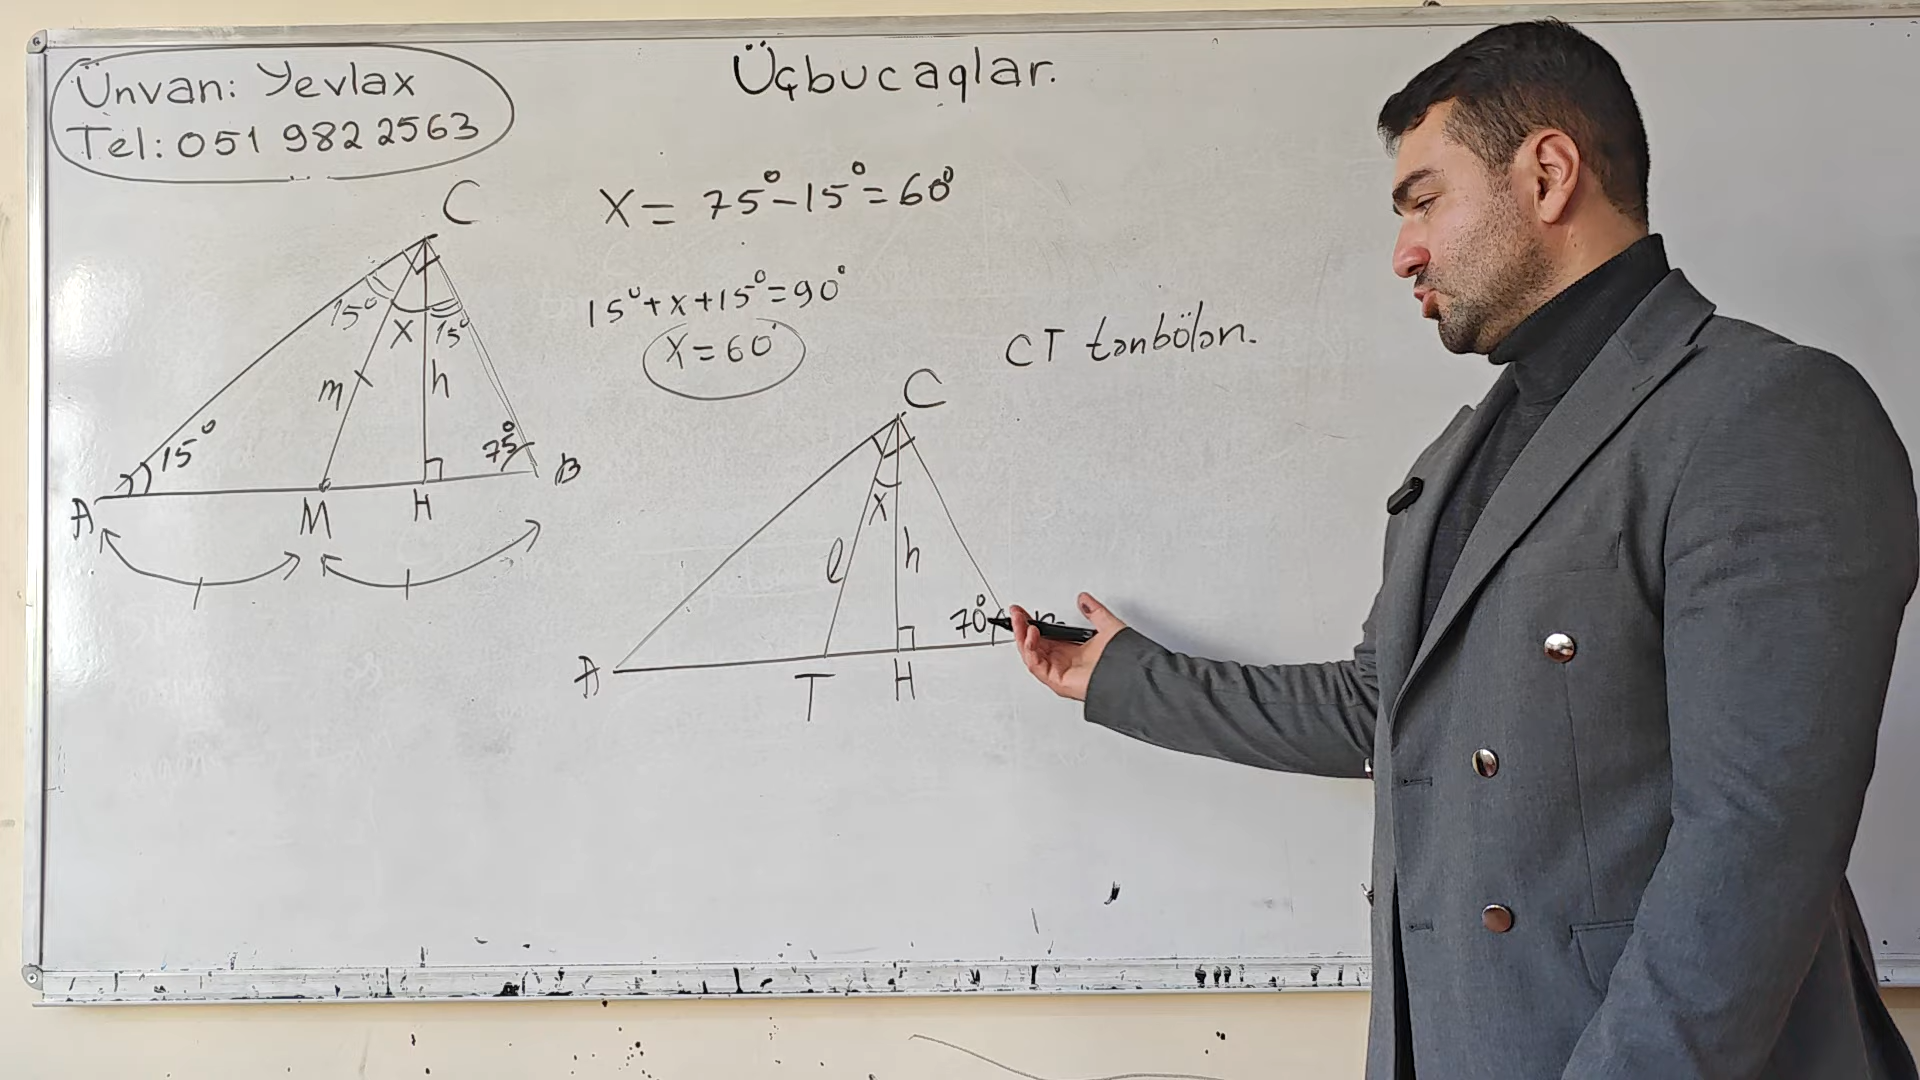 Ünvan: Yevlax
Tel: 051 982 2563
Üçbucaqlar.
X = 75° - 15° = 60°
15° + x + 15° = 90°
X = 60°
C
15°
X
15°
m
h
15°
75°
A
M
H
B
CT tənbölən.
C
X
l
h
70°
A
T
H